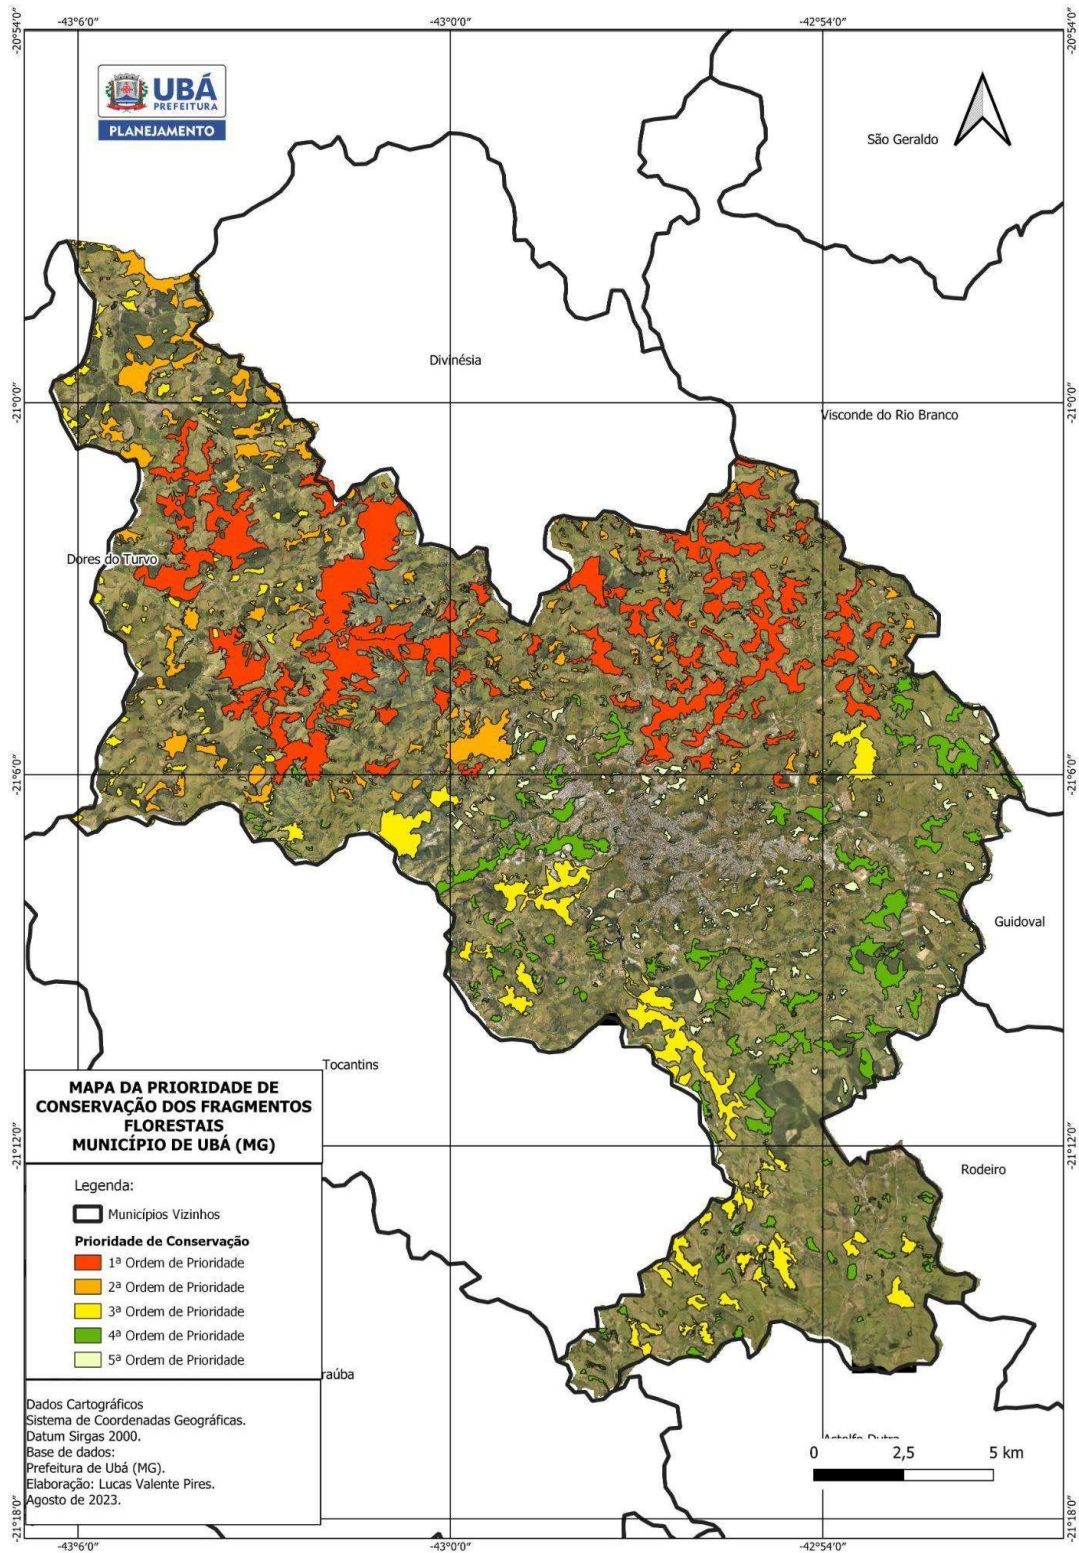 -43°6'0"
-43°0'0"
-42°54'0"
-20°54'0"
-20°54'0"
UBÁ
PREFEITURA
PLANEJAMENTO
São Geraldo
Divinésia
-21°0'0"
-21°0'0"
Visconde do Rio Branco
Dores do Turvo
-21°6'0"
-21°6'0"
Guidoval
Tocantins
MAPA DA PRIORIDADE DE
CONSERVAÇÃO DOS FRAGMENTOS
FLORESTAIS
MUNICÍPIO DE UBÁ (MG)
-21°12'0"
-21°12'0"
Rodeiro
Legenda:
Municípios Vizinhos
Prioridade de Conservação
1ª Ordem de Prioridade
2ª Ordem de Prioridade
3ª Ordem de Prioridade
4ª Ordem de Prioridade
5ª Ordem de Prioridade
raúba
Dados Cartográficos
Sistema de Coordenadas Geográficas.
Datum Sirgas 2000.
Base de dados:
Prefeitura de Ubá (MG).
Elaboração: Lucas Valente Pires.
Agosto de 2023.
0 2,5 5 km
-21°18'0"
-21°18'0"
-43°6'0"
-43°0'0"
-42°54'0"